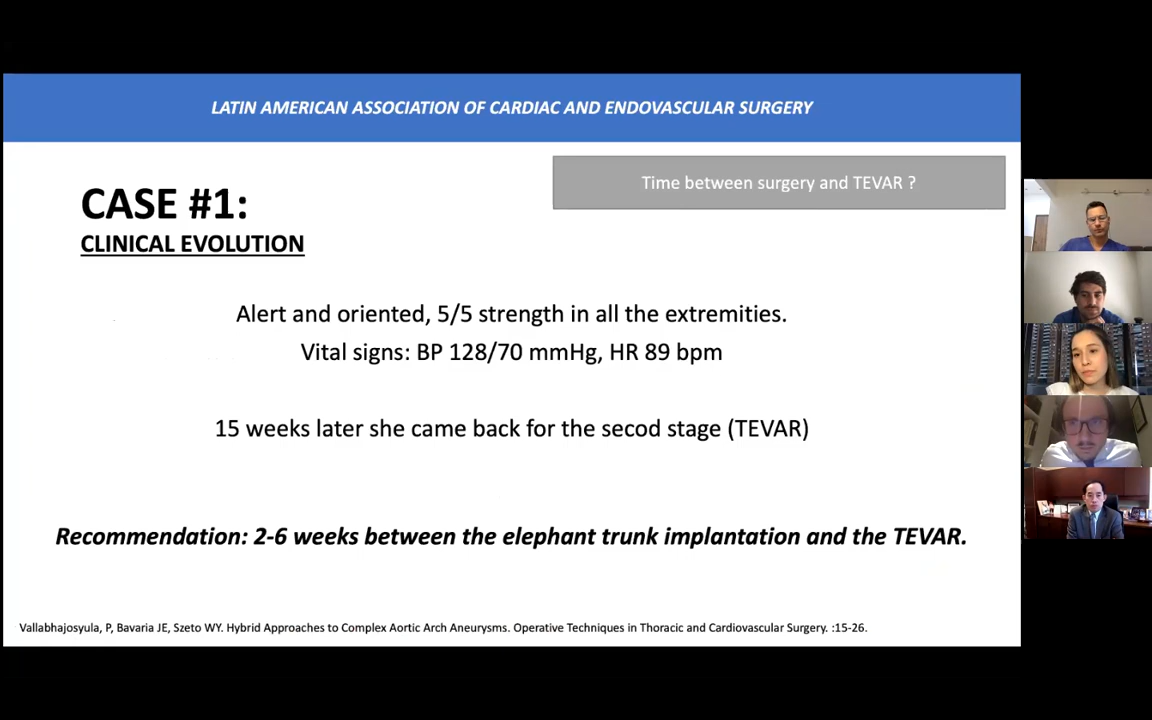 LATIN AMERICAN ASSOCIATION OF CARDIAC AND ENDOVASCULAR SURGERY
Time between surgery and TEVAR ?
CASE #1:
CLINICAL EVOLUTION
Alert and oriented, 5/5 strength in all the extremities.
Vital signs: BP 128/70 mmHg, HR 89 bpm
15 weeks later she came back for the secod stage (TEVAR)
Recommendation: 2-6 weeks between the elephant trunk implantation and the TEVAR.
Vallabhajosyula, P, Bavaria JE, Szeto WY. Hybrid Approaches to Complex Aortic Arch Aneurysms. Operative Techniques in Thoracic and Cardiovascular Surgery. :15-26.